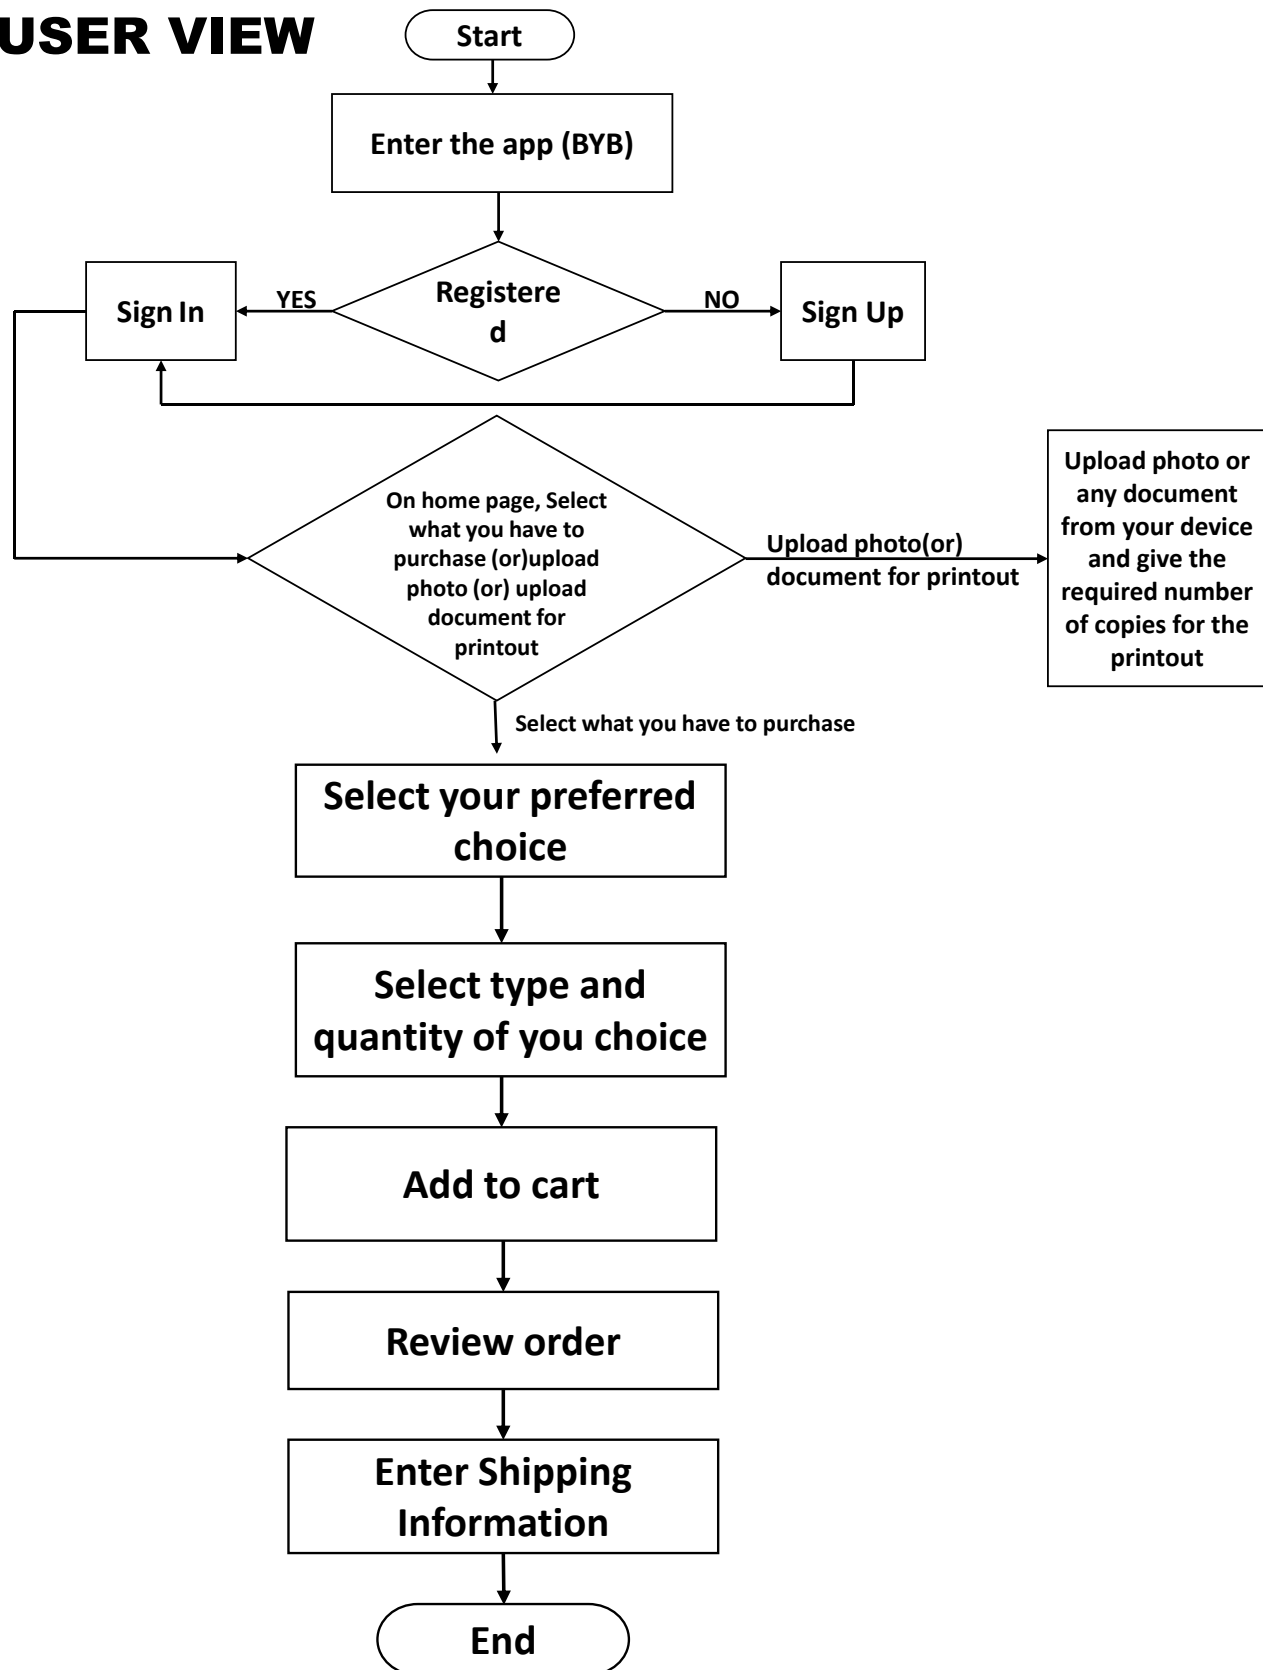 USER VIEW
Start
Enter the app (BYB)
Registere
d
YES
NO
Sign In
Sign Up
On home page, Select
what you have to
purchase (or)upload
photo (or) upload
document for
printout
Upload photo(or)
document for printout
Upload photo or
any document
from your device
and give the
required number
of copies for the
printout
Select what you have to purchase
Select your preferred
choice
Select type and
quantity of you choice
Add to cart
Review order
Enter Shipping
Information
End